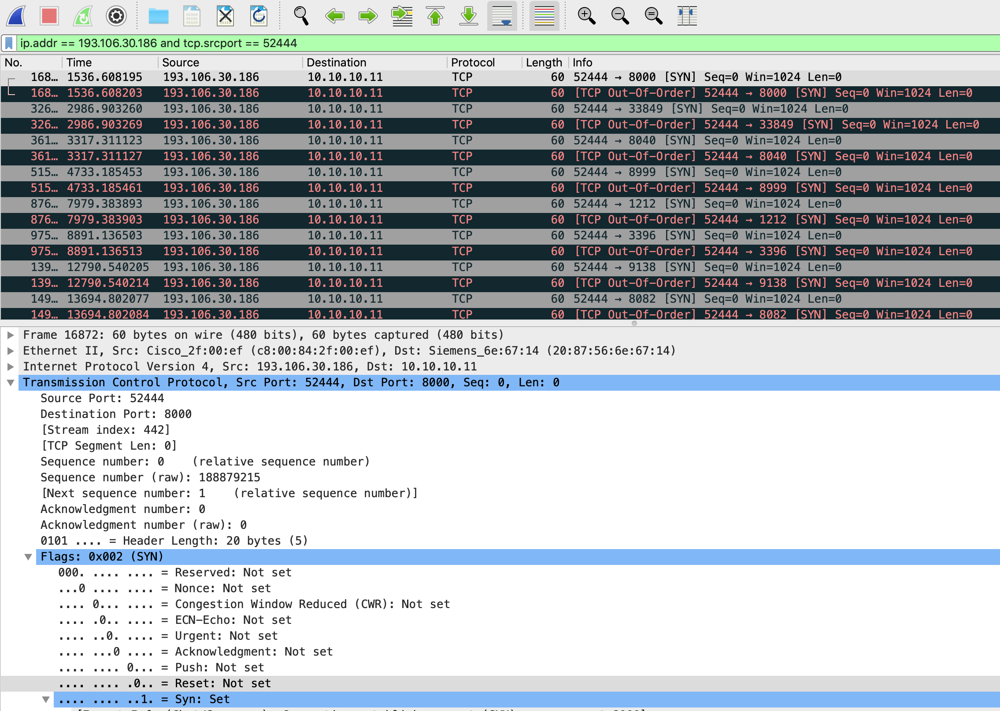 ip.addr == 193.106.30.186 and tcp.srcport == 52444
No. Time Source Destination Protocol Length Info
168… 1536.608195 193.106.30.186 10.10.10.11 TCP 60 52444 → 8000 [SYN] Seq=0 Win=1024 Len=0
168… 1536.608203 193.106.30.186 10.10.10.11 TCP 60 [TCP Out-Of-Order] 52444 → 8000 [SYN] Seq=0 Win=1024 Len=0
326… 2986.903260 193.106.30.186 10.10.10.11 TCP 60 52444 → 33849 [SYN] Seq=0 Win=1024 Len=0
326… 2986.903269 193.106.30.186 10.10.10.11 TCP 60 [TCP Out-Of-Order] 52444 → 33849 [SYN] Seq=0 Win=1024 Len=0
361… 3317.311123 193.106.30.186 10.10.10.11 TCP 60 52444 → 8040 [SYN] Seq=0 Win=1024 Len=0
361… 3317.311127 193.106.30.186 10.10.10.11 TCP 60 [TCP Out-Of-Order] 52444 → 8040 [SYN] Seq=0 Win=1024 Len=0
515… 4733.185453 193.106.30.186 10.10.10.11 TCP 60 52444 → 8999 [SYN] Seq=0 Win=1024 Len=0
515… 4733.185461 193.106.30.186 10.10.10.11 TCP 60 [TCP Out-Of-Order] 52444 → 8999 [SYN] Seq=0 Win=1024 Len=0
876… 7979.383893 193.106.30.186 10.10.10.11 TCP 60 52444 → 1212 [SYN] Seq=0 Win=1024 Len=0
876… 7979.383903 193.106.30.186 10.10.10.11 TCP 60 [TCP Out-Of-Order] 52444 → 1212 [SYN] Seq=0 Win=1024 Len=0
975… 8891.136503 193.106.30.186 10.10.10.11 TCP 60 52444 → 3396 [SYN] Seq=0 Win=1024 Len=0
975… 8891.136513 193.106.30.186 10.10.10.11 TCP 60 [TCP Out-Of-Order] 52444 → 3396 [SYN] Seq=0 Win=1024 Len=0
139… 12790.540205 193.106.30.186 10.10.10.11 TCP 60 52444 → 9138 [SYN] Seq=0 Win=1024 Len=0
139… 12790.540214 193.106.30.186 10.10.10.11 TCP 60 [TCP Out-Of-Order] 52444 → 9138 [SYN] Seq=0 Win=1024 Len=0
149… 13694.802077 193.106.30.186 10.10.10.11 TCP 60 52444 → 8082 [SYN] Seq=0 Win=1024 Len=0
149… 13694.802084 193.106.30.186 10.10.10.11 TCP 60 [TCP Out-Of-Order] 52444 → 8082 [SYN] Seq=0 Win=1024 Len=0
Frame 16872: 60 bytes on wire (480 bits), 60 bytes captured (480 bits)
Ethernet II, Src: Cisco_2f:00:ef (c8:00:84:2f:00:ef), Dst: Siemens_6e:67:14 (20:87:56:6e:67:14)
Internet Protocol Version 4, Src: 193.106.30.186, Dst: 10.10.10.11
Transmission Control Protocol, Src Port: 52444, Dst Port: 8000, Seq: 0, Len: 0
Source Port: 52444
Destination Port: 8000
[Stream index: 442]
[TCP Segment Len: 0]
Sequence number: 0 (relative sequence number)
Sequence number (raw): 188879215
[Next sequence number: 1 (relative sequence number)]
Acknowledgment number: 0
Acknowledgment number (raw): 0
0101 .... = Header Length: 20 bytes (5)
Flags: 0x002 (SYN)
000. .... .... = Reserved: Not set
...0 .... .... = Nonce: Not set
.... 0... .... = Congestion Window Reduced (CWR): Not set
.... .0.. .... = ECN-Echo: Not set
.... ..0. .... = Urgent: Not set
.... ...0 .... = Acknowledgment: Not set
.... .... 0... = Push: Not set
.... .... .0.. = Reset: Not set
.... .... ..1. = Syn: Set